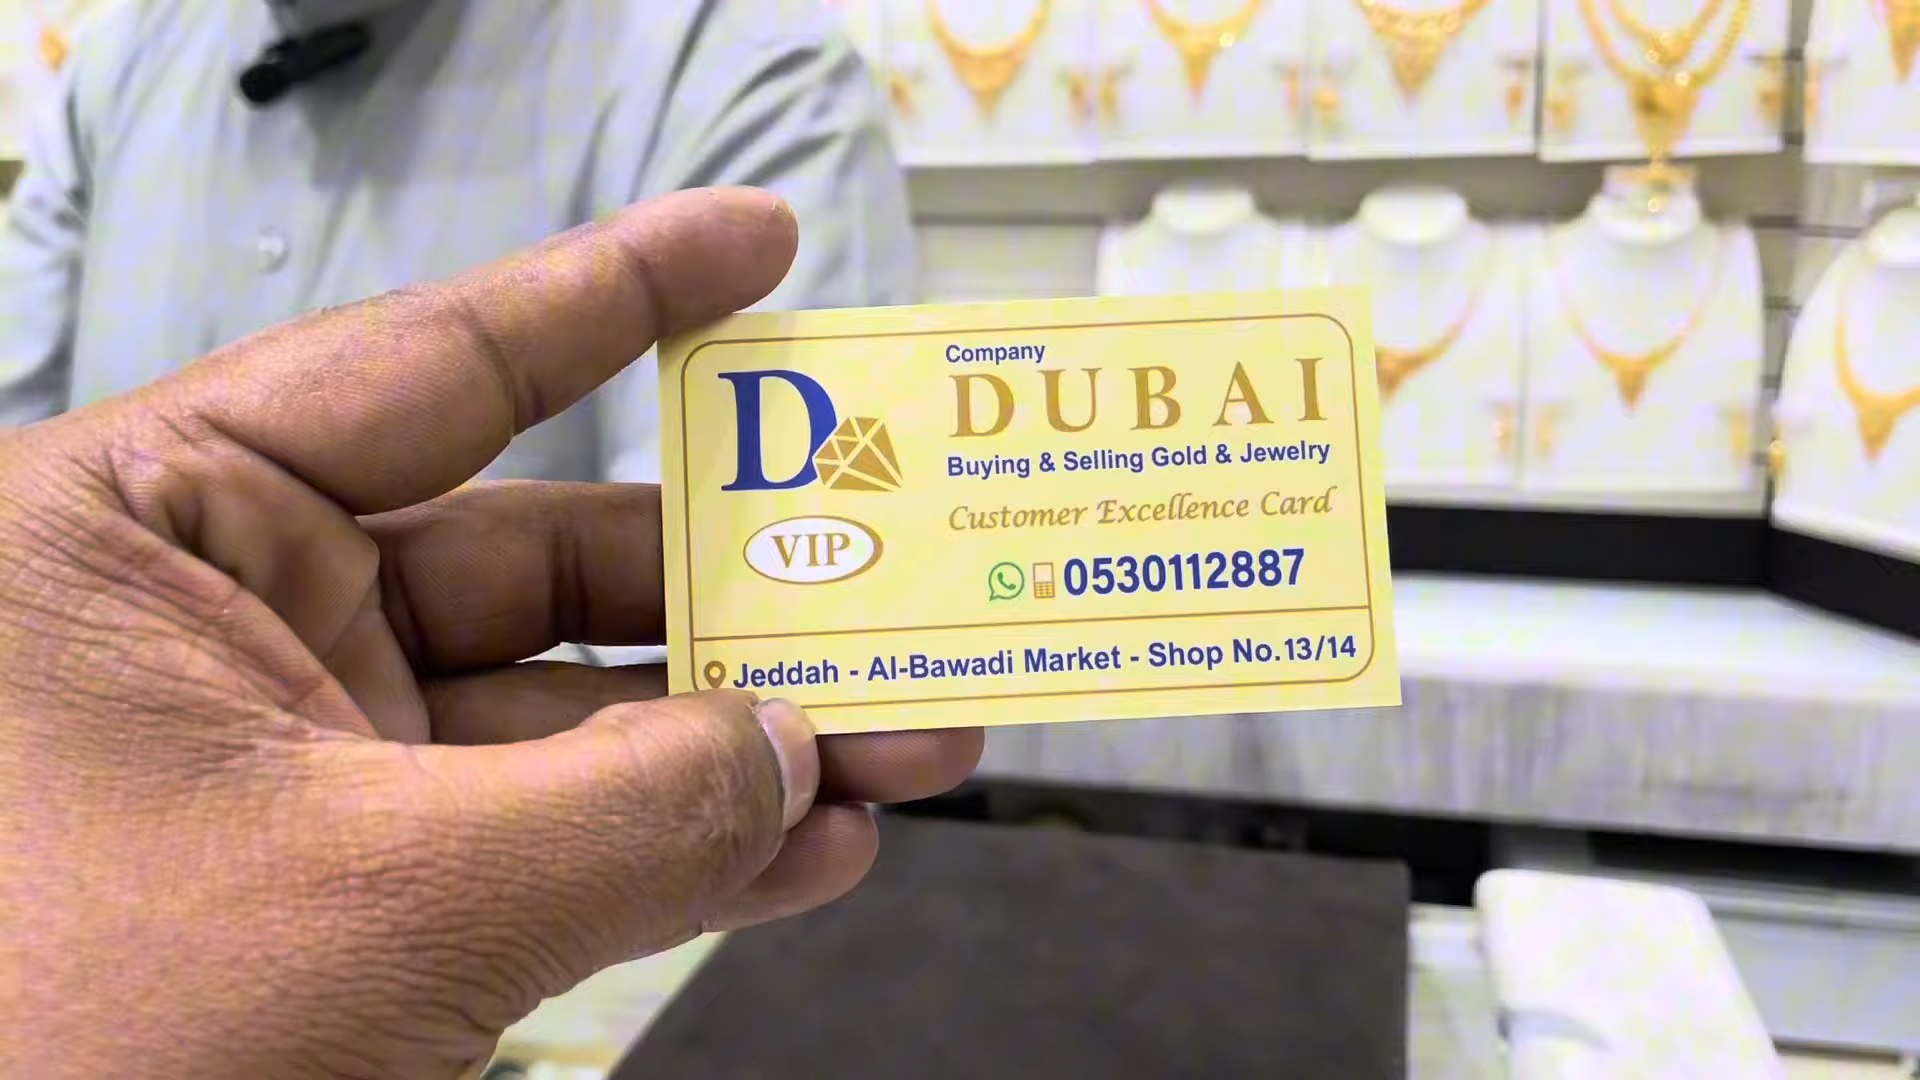 D
VIP
Company
DUBAI
Buying & Selling Gold & Jewelry
Customer Excellence Card
0530112887
Jeddah - Al-Bawadi Market - Shop No.13/14